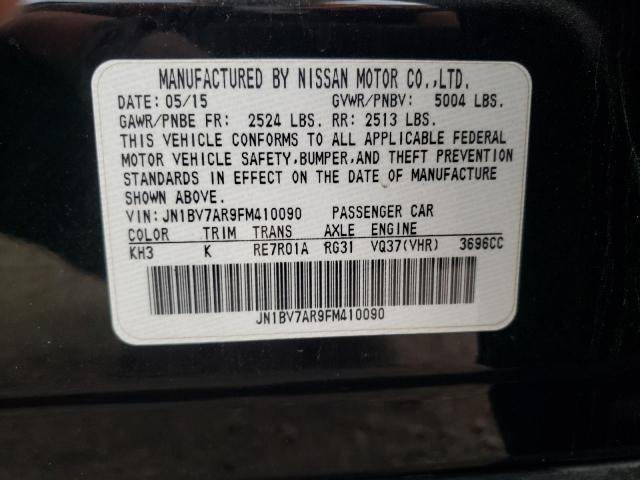 MANUFACTURED BY NISSAN MOTOR CO.,LTD.
DATE: 05/15 GVWR/PNBV: 5004 LBS.
GAWR/PNBE FR: 2524 LBS. RR: 2513 LBS.
THIS VEHICLE CONFORMS TO ALL APPLICABLE FEDERAL
MOTOR VEHICLE SAFETY,BUMPER,AND THEFT PREVENTION
STANDARDS IN EFFECT ON THE DATE OF MANUFACTURE
SHOWN ABOVE.
VIN: JN1BV7AR9FM410090 PASSENGER CAR
COLOR TRIM TRANS AXLE ENGINE
KH3 K RE7R01A RG31 VQ37(VHR) 3696CC
JN1BV7AR9FM410090